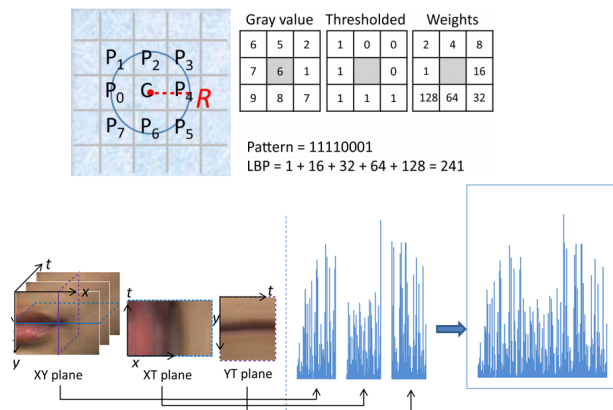 Gray value Thresholded Weights
P1 P2 P3
P0 C P4 R
P7 P6 P5
6 5 2
7 6 1
9 8 7
1 0 0
1 0
1 1 1
2 4 8
1 16
128 64 32
Pattern = 11110001
LBP = 1 + 16 + 32 + 64 + 128 = 241
t
x
y
XY plane
t
x
XT plane
t
y
YT plane